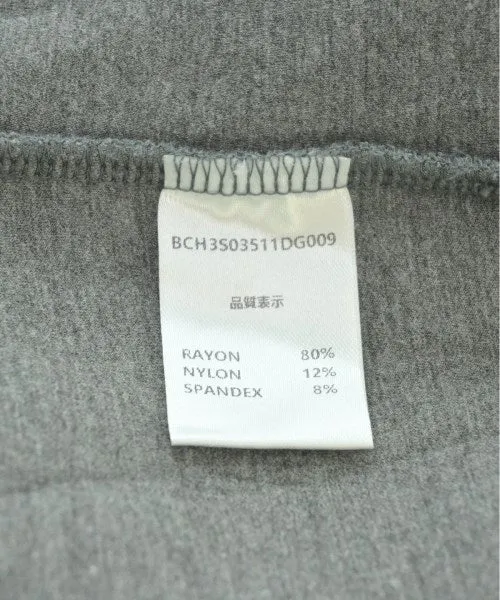 BCH3S03511DG009
品質表示
RAYON 80%
NYLON 12%
SPANDEX 8%